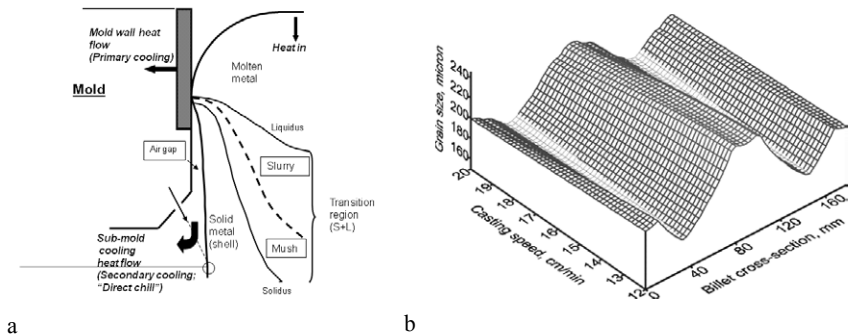 Mold wall heat
flow
(Primary cooling)
Heat in
Molten
metal
Mold
Liquidus
Air gap
Slurry
Transition
region
(S+L)
Solid
metal
(shell)
Mush
Sub-mold
cooling
heat flow
(Secondary cooling;
"Direct chill")
Solidus
a
Grain size, micron
240
220
200
180
160
20
19
18
17
16
15
14
13
12
Casting speed, cn/min
0
40
80
120
160
Billet cross-section, mm
b